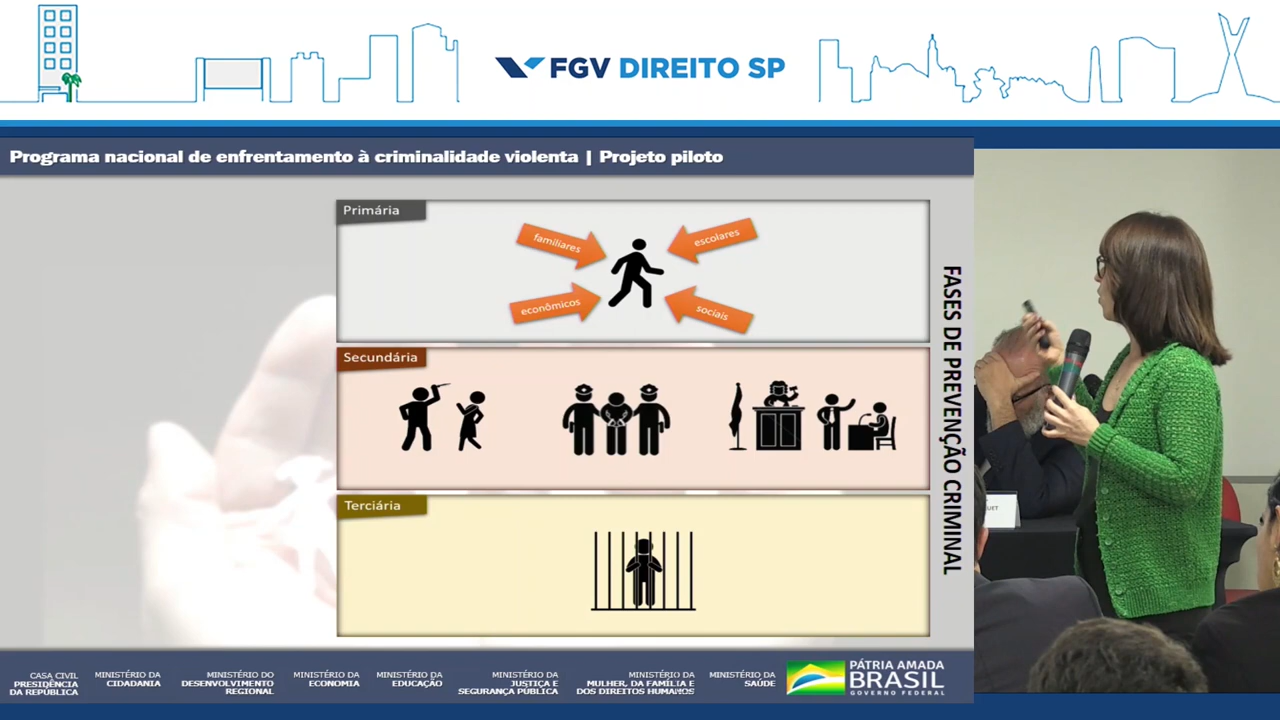 FGV DIREITO SP
Programa nacional de enfrentamento à criminalidade violenta | Projeto piloto
Primária
familiares
escolares
econômicos
sociais
Secundária
Terciária
FASES DE PREVENÇÃO CRIMINAL
CASA CIVIL
PRESIDÊNCIA
DA REPÚBLICA
MINISTÉRIO DA
CIDADANIA
MINISTÉRIO DO
DESENVOLVIMENTO
REGIONAL
MINISTÉRIO DA
ECONOMIA
MINISTÉRIO DA
EDUCAÇÃO
MINISTÉRIO DA
JUSTIÇA E
SEGURANÇA PÚBLICA
MINISTÉRIO DA
MULHER, DA FAMÍLIA E
DOS DIREITOS HUMANOS
MINISTÉRIO DA
SAÚDE
PÁTRIA AMADA
BRASIL
GOVERNO FEDERAL